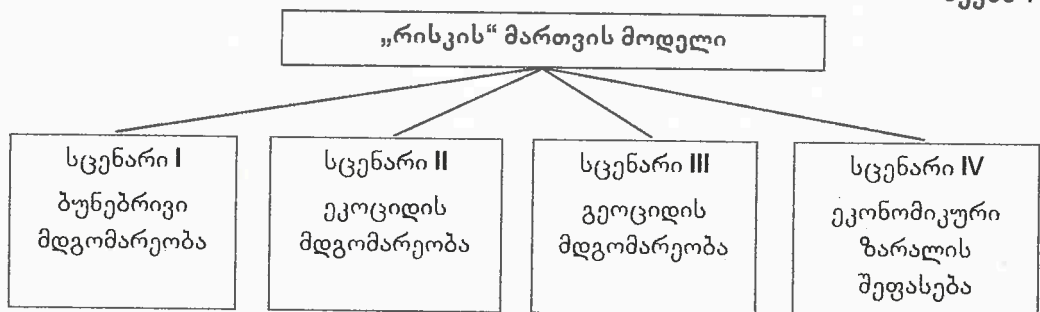 „რისკის“ მართვის მოდელი
სცენარი I
ბუნებრივი
მდგომარეობა
სცენარი II
ეკოციდის
მდგომარეობა
სცენარი III
გეოციდის
მდგომარეობა
სცენარი IV
ეკონომიკური
ზარალის
შეფასება